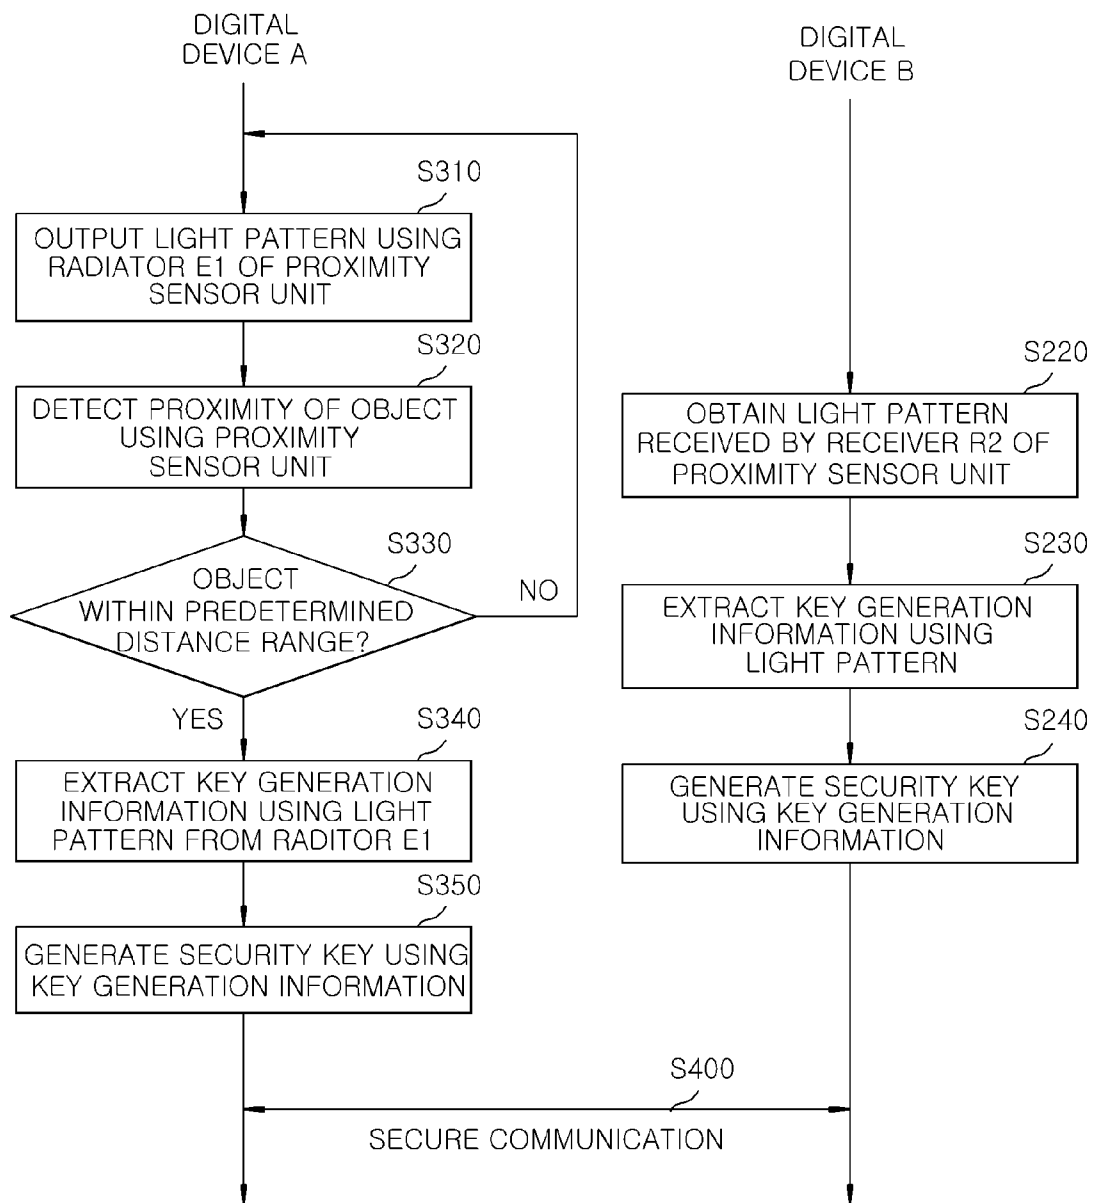 DIGITAL
DEVICE A
S310
OUTPUT LIGHT PATTERN USING
RADIATOR E1 OF PROXIMITY
SENSOR UNIT
S320
DETECT PROXIMITY OF OBJECT
USING PROXIMITY
SENSOR UNIT
S330
OBJECT
WITHIN PREDETERMINED
DISTANCE RANGE?
NO
YES
S340
EXTRACT KEY GENERATION
INFORMATION USING LIGHT
PATTERN FROM RADITOR E1
S350
GENERATE SECURITY KEY USING
KEY GENERATION INFORMATION
DIGITAL
DEVICE B
S220
OBTAIN LIGHT PATTERN
RECEIVED BY RECEIVER R2 OF
PROXIMITY SENSOR UNIT
S230
EXTRACT KEY GENERATION
INFORMATION USING
LIGHT PATTERN
S240
GENERATE SECURITY KEY
USING KEY GENERATION
INFORMATION
S400
SECURE COMMUNICATION